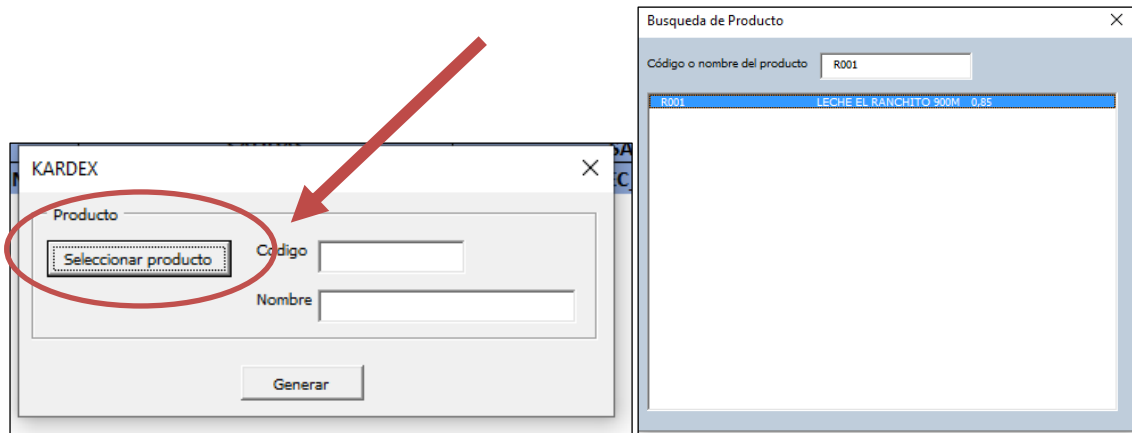 KARDEX
Producto
Seleccionar producto
Código
Nombre
Generar
Busqueda de Producto
Código o nombre del producto R001
R001 LECHE EL RANCHITO 900M 0,85